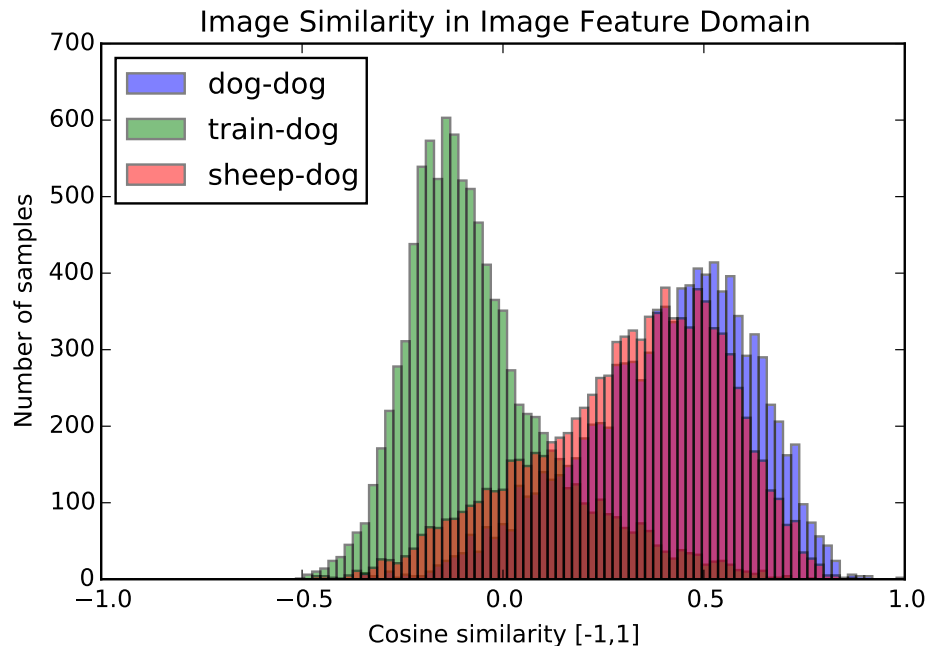 Image Similarity in Image Feature Domain
700
600
500
400
300
200
100
0
Number of samples
dog-dog
train-dog
sheep-dog
−1.0 −0.5 0.0 0.5 1.0
Cosine similarity [-1,1]